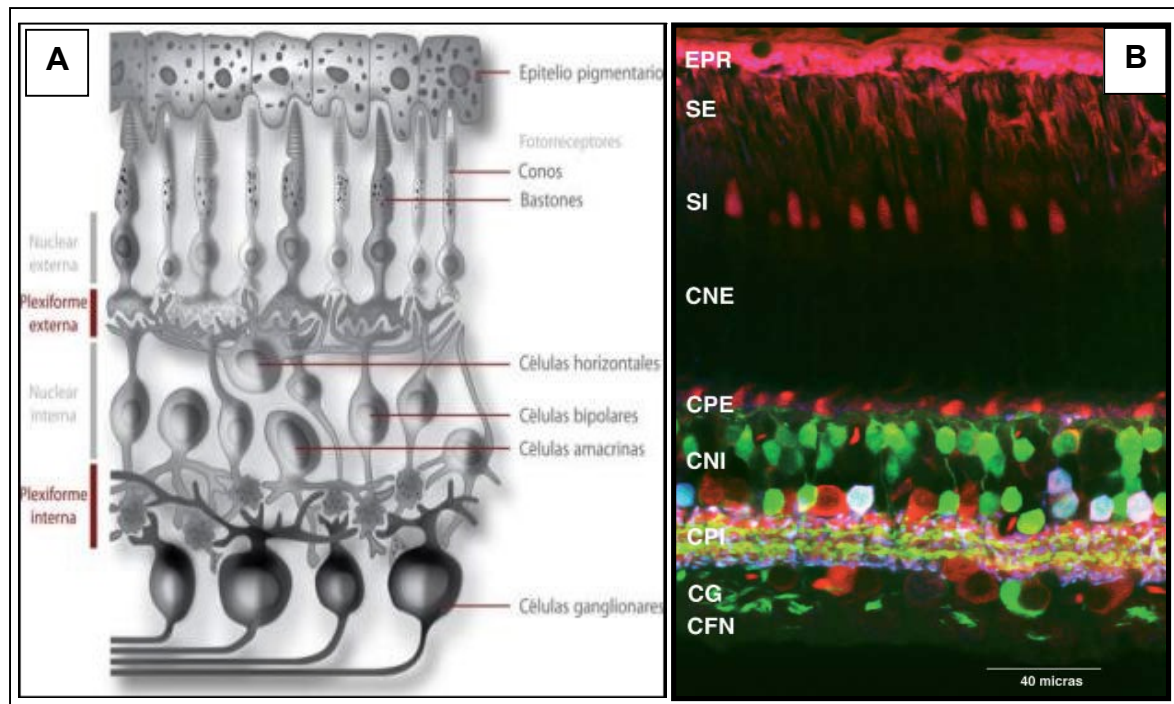 A
Epitelio pigmentario
Fotorreceptores
Conos
Bastones
Nuclear
externa
Plexiforme
externa
Células horizontales
Nuclear
interna
Células bipolares
Células amacrinas
Plexiforme
interna
Células ganglionares
B
EPR
SE
SI
CNE
CPE
CNI
CPI
CG
CFN
40 micras